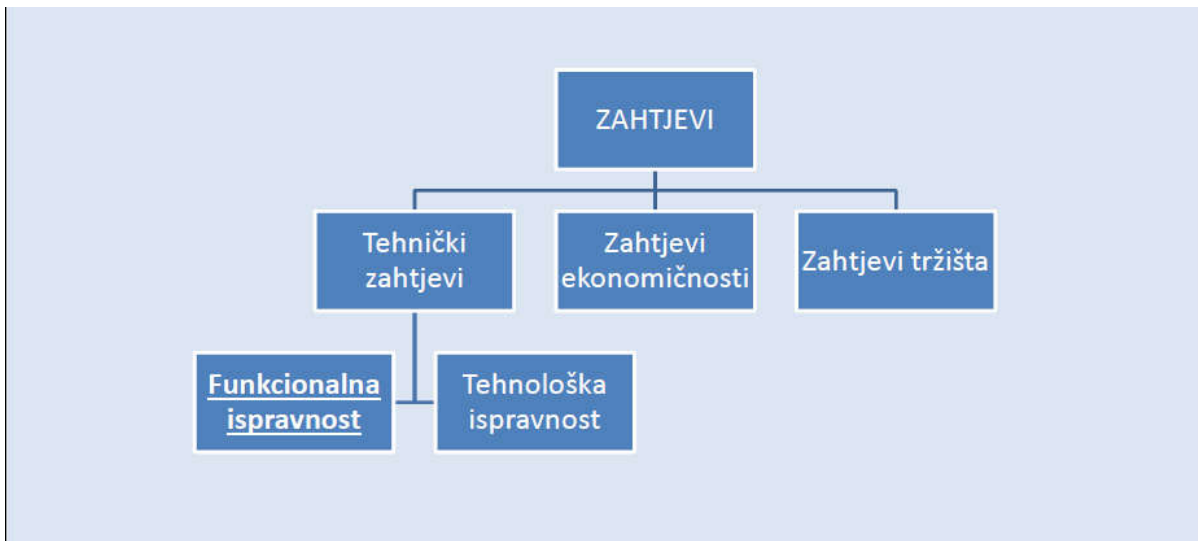 ZAHTJEVI
Tehnički
zahtjevi
Zahtjevi
ekonomičnosti
Zahtjevi tržišta
Funkcionalna
ispravnost
Tehnološka
ispravnost